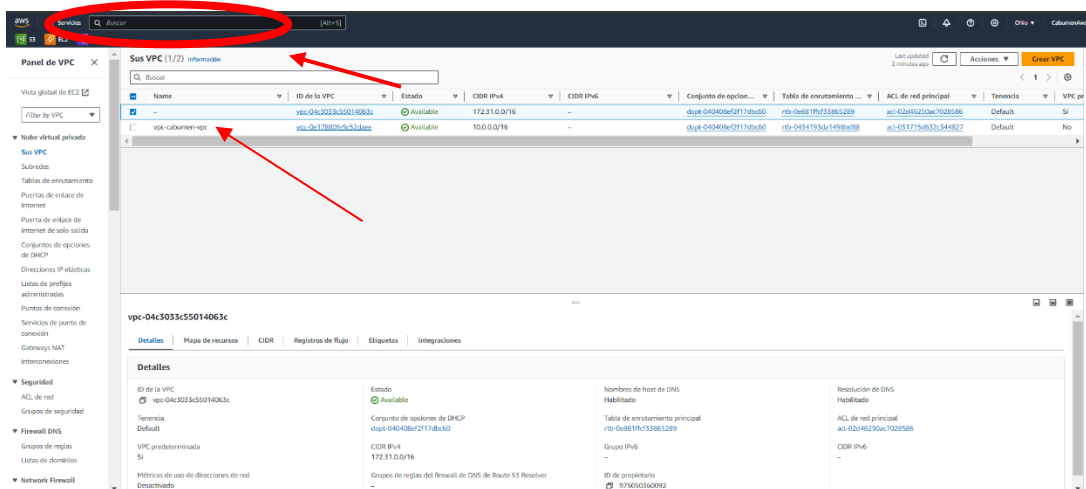 aws
Servicios
Buscar
[Alt+S]
Ohio
S3
EC2
Panel de VPC
Vista global de EC2
Filter by VPC
Nube virtual privada
Sus VPC
Subredes
Tablas de enrutamiento
Puertas de enlace de
Internet
Puerta de enlace de
Internet de solo salida
Conjuntos de opciones
de DHCP
Direcciones IP elásticas
Listas de prefijos
administradas
Puntos de conexión
Servicios de punto de
conexión
Gateways NAT
Interconexiones
Seguridad
ACL de red
Grupos de seguridad
Firewall DNS
Grupos de reglas
Listas de dominios
Network Firewall
Sus VPC (1/2) Información
Last updated
2 minutes ago
Acciones
Crear VPC
Buscar
1
Name ID de la VPC Estado CIDR IPv4 CIDR IPv6 Conjunto de opcion... Tabla de enrutamiento ... ACL de red principal Tenencia VPC pr
– vpc-04c3033c55014063c Available 172.31.0.0/16 – dopt-040408ef2f17dbc60 rtb-0e881ffcf33865289 acl-02d46250ac7028586 Default Sí
vpc-cabumen-vpc Available 10.0.0.0/16 – dopt-040408ef2f17dbc60 Default No
vpc-04c3033c55014063c
Detalles Mapa de recursos CIDR Registros de flujo Etiquetas Integraciones
Detalles
ID de la VPC
vpc-04c3033c55014063c
Estado
Available
Nombres de host de DNS
Habilitado
Resolución de DNS
Habilitado
Tenencia
Default
Conjunto de opciones de DHCP
dopt-040408ef2f17dbc60
Tabla de enrutamiento principal
rtb-0e881ffcf33865289
ACL de red principal
acl-02d46250ac7028586
VPC predeterminada
Sí
CIDR IPv4
172.31.0.0/16
Grupo IPv6
–
CIDR IPv6
–
Métricas de uso de direcciones de red
Desactivado
Grupos de reglas del firewall de DNS de Route 53 Resolver
–
ID de propietario
975050360092